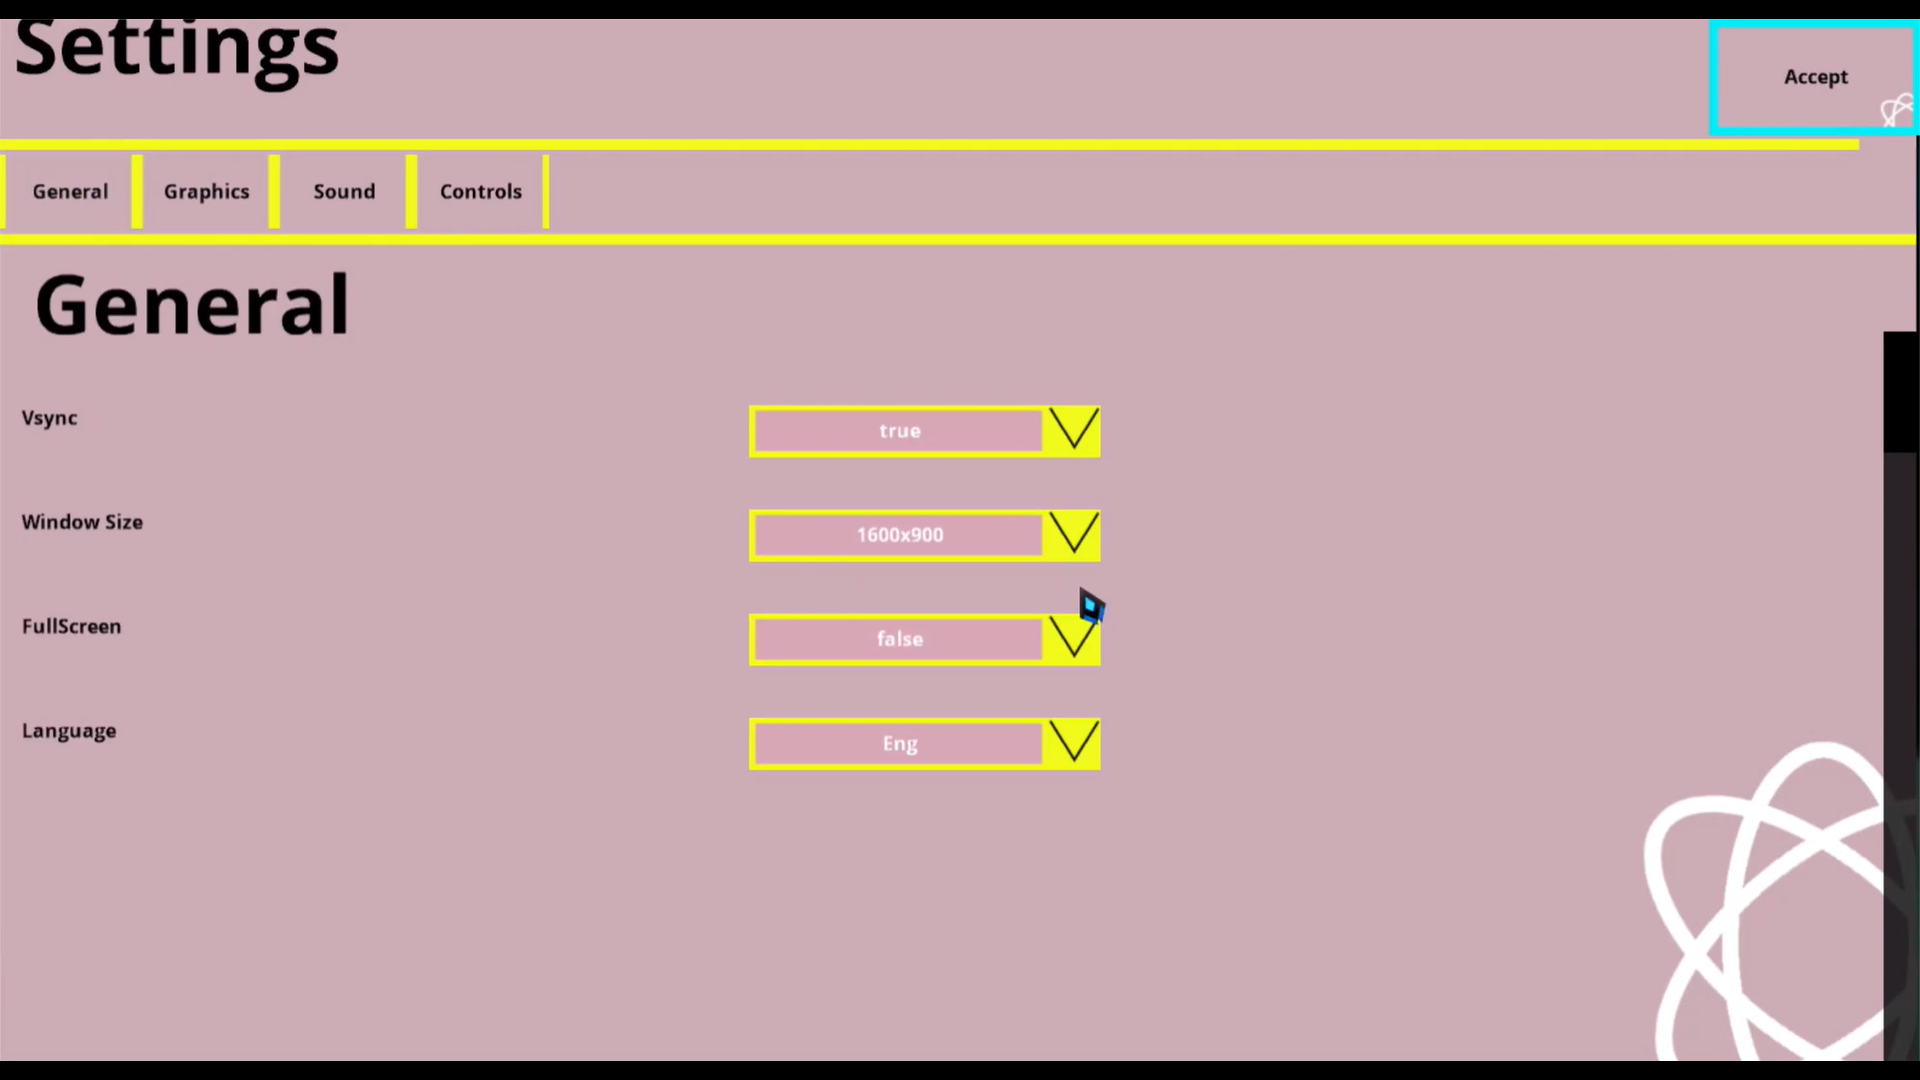 Settings
Accept
General Graphics Sound Controls
General
Vsync true
Window Size 1600x900
FullScreen false
Language Eng